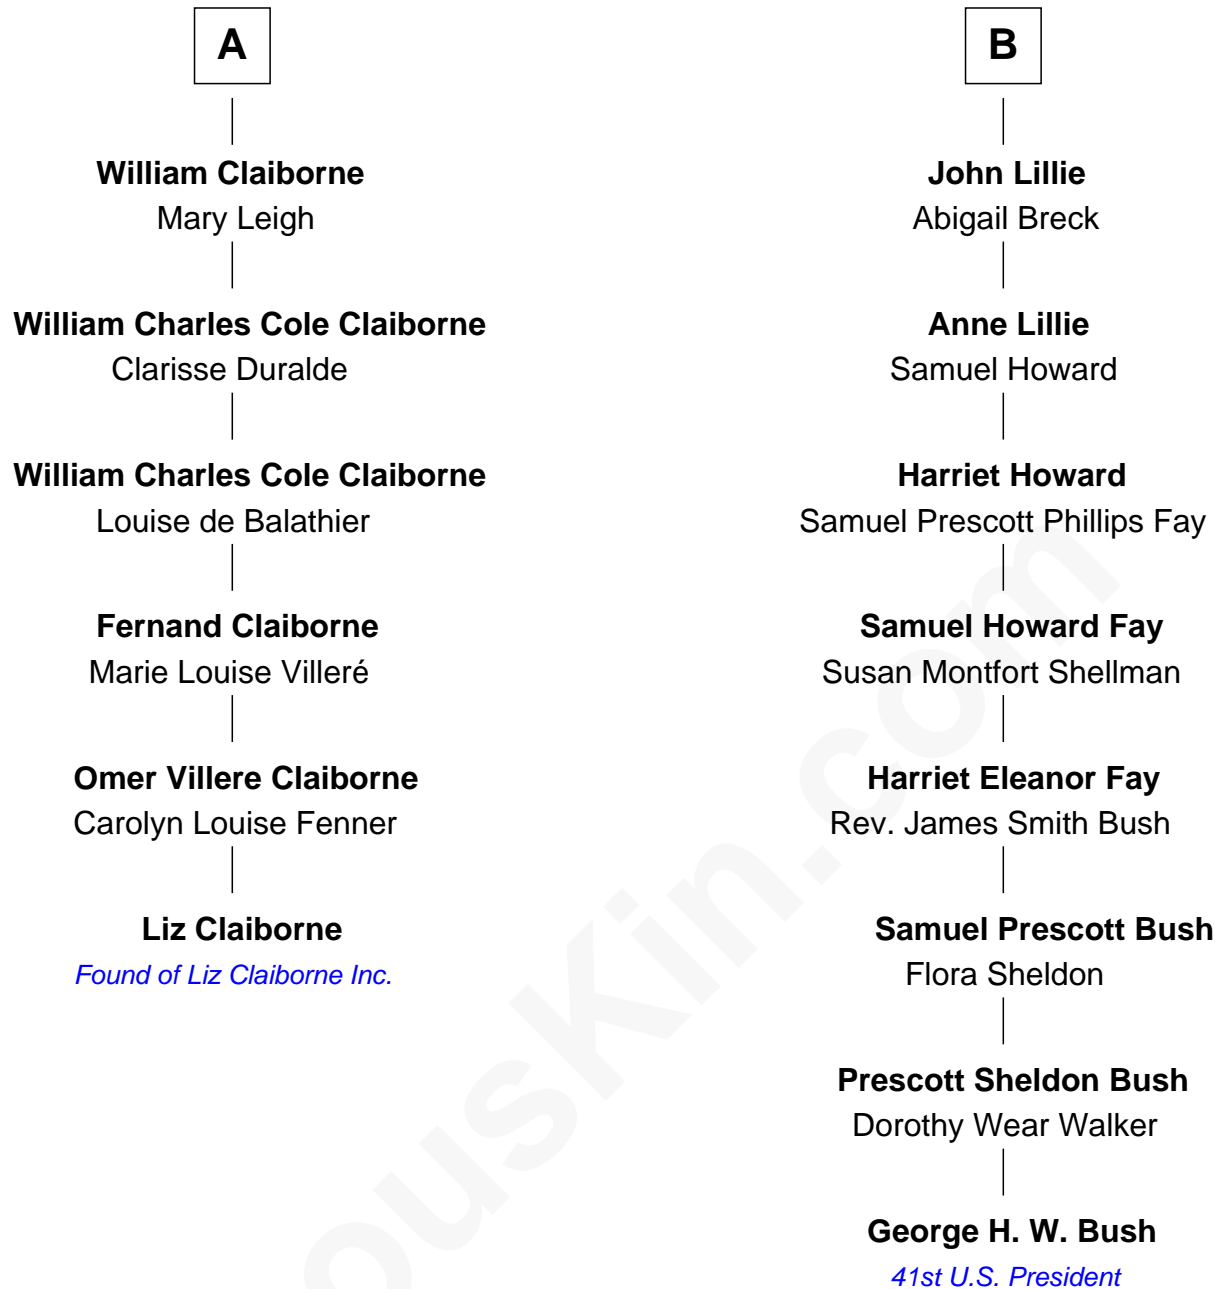 A
William Claiborne
Mary Leigh
William Charles Cole Claiborne
Clarisse Duralde
William Charles Cole Claiborne
Louise de Balathier
Fernand Claiborne
Marie Louise Villeré
Omer Villere Claiborne
Carolyn Louise Fenner
Liz Claiborne
Found of Liz Claiborne Inc.
B
John Lillie
Abigail Breck
Anne Lillie
Samuel Howard
Harriet Howard
Samuel Prescott Phillips Fay
Samuel Howard Fay
Susan Montfort Shellman
Harriet Eleanor Fay
Rev. James Smith Bush
Samuel Prescott Bush
Flora Sheldon
Prescott Sheldon Bush
Dorothy Wear Walker
George H. W. Bush
41st U.S. President
ousKin.com